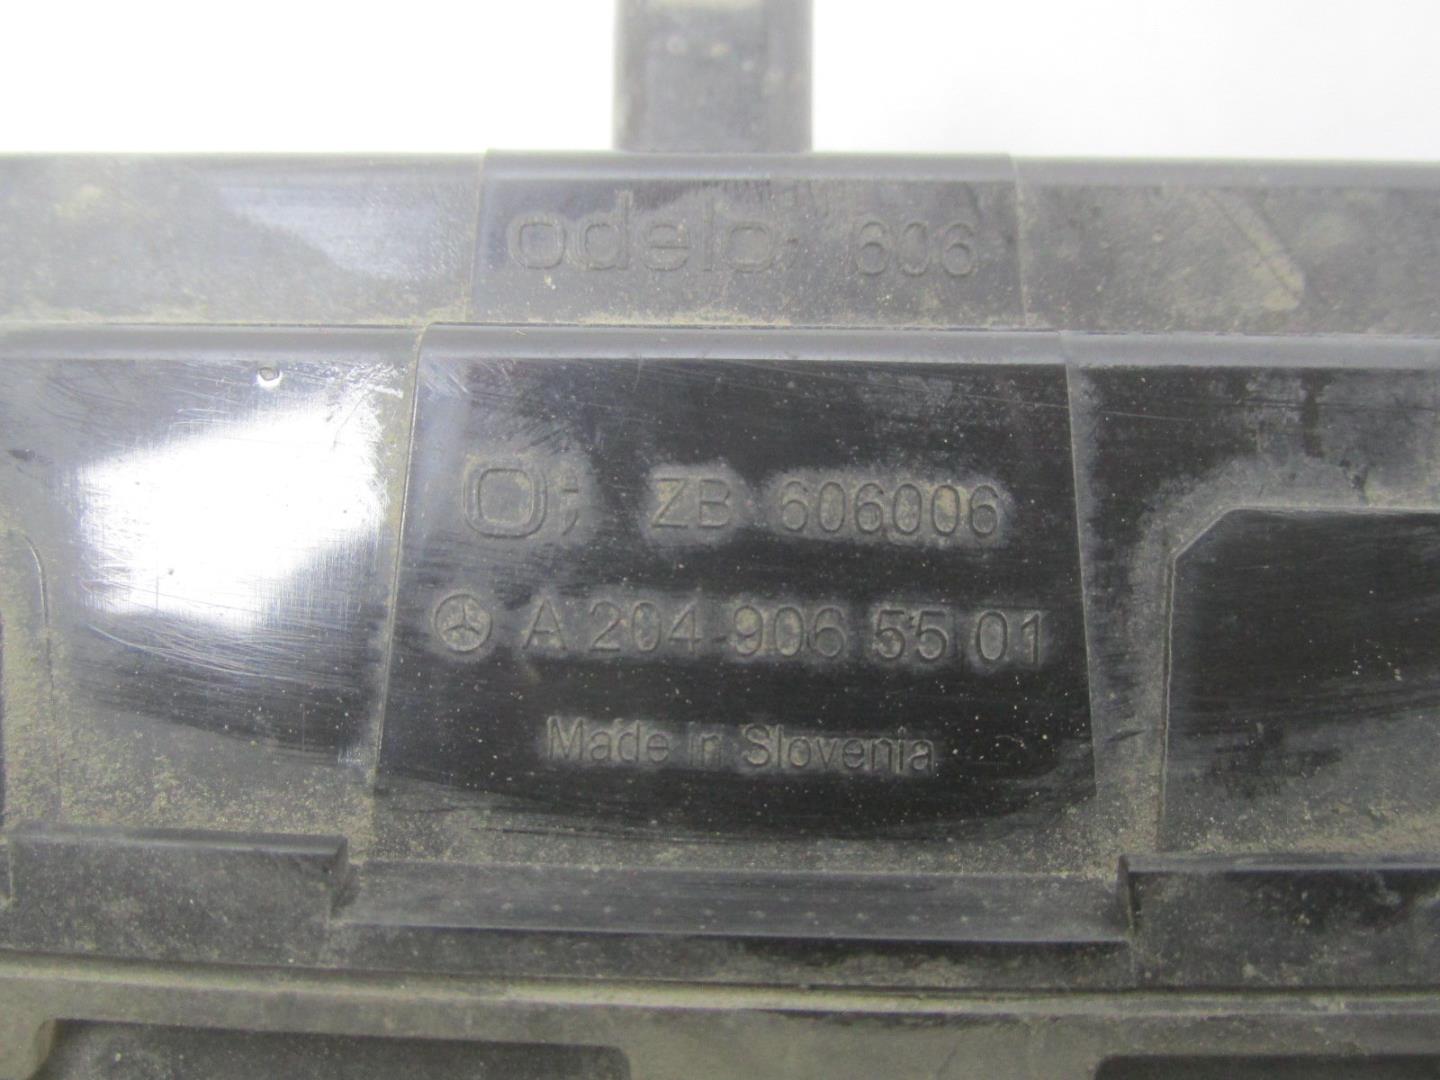 odelo; 606
O; ZB 606006
A 204 906 55 01
Made in Slovenia